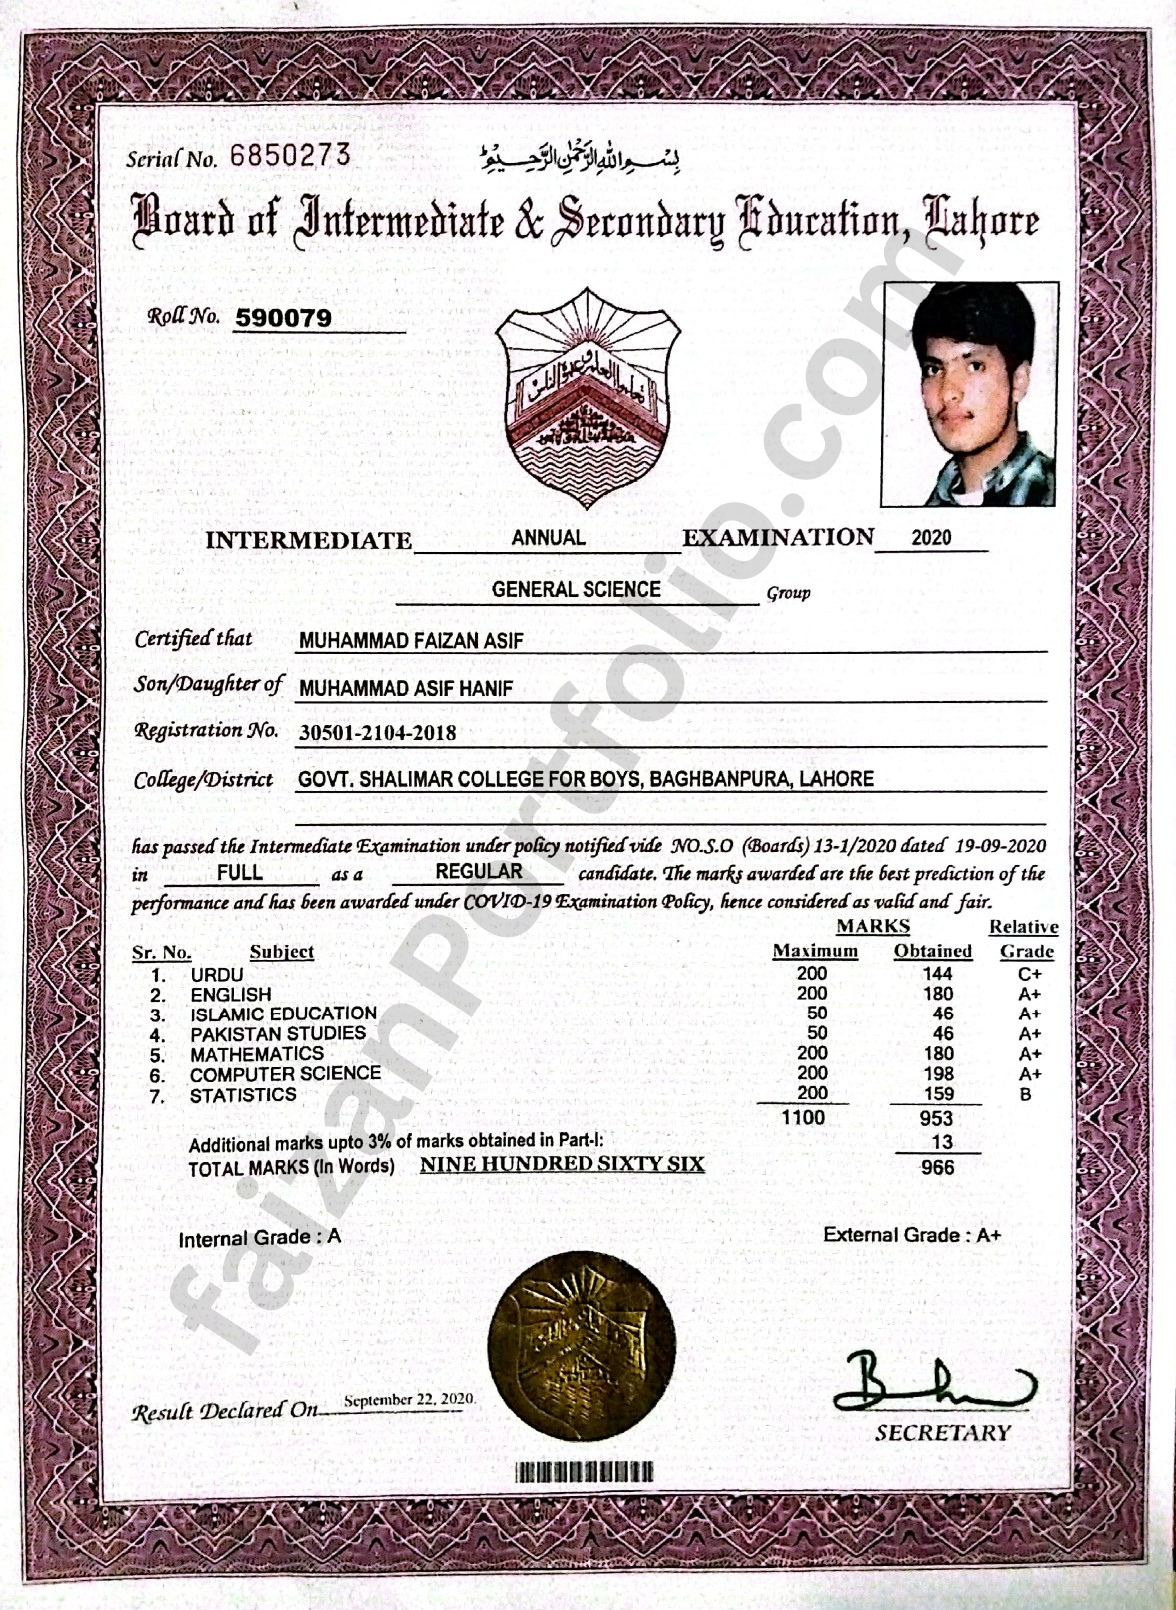 Serial No. 6850273
بِسْمِ اللهِ الرَّحْمٰنِ الرَّحِيْمِ
Board of Intermediate & Secondary Education, Lahore
Roll No. 590079
INTERMEDIATE ANNUAL EXAMINATION 2020
GENERAL SCIENCE Group
Certified that MUHAMMAD FAIZAN ASIF
Son/Daughter of MUHAMMAD ASIF HANIF
Registration No. 30501-2104-2018
College/District GOVT. SHALIMAR COLLEGE FOR BOYS, BAGHBANPURA, LAHORE
has passed the Intermediate Examination under policy notified vide NO.S.O (Boards) 13-1/2020 dated 19-09-2020
in FULL as a REGULAR candidate. The marks awarded are the best prediction of the
performance and has been awarded under COVID-19 Examination Policy, hence considered as valid and fair.
MARKS Relative
Sr. No. Subject Maximum Obtained Grade
1. URDU 200 144 C+
2. ENGLISH 200 180 A+
3. ISLAMIC EDUCATION 50 46 A+
4. PAKISTAN STUDIES 50 46 A+
5. MATHEMATICS 200 180 A+
6. COMPUTER SCIENCE 200 198 A+
7. STATISTICS 200 159 B
1100 953
Additional marks upto 3% of marks obtained in Part-I: 13
TOTAL MARKS (In Words) NINE HUNDRED SIXTY SIX 966
Internal Grade : A External Grade : A+
Result Declared On September 22, 2020.
SECRETARY
faizanPortfolio.com